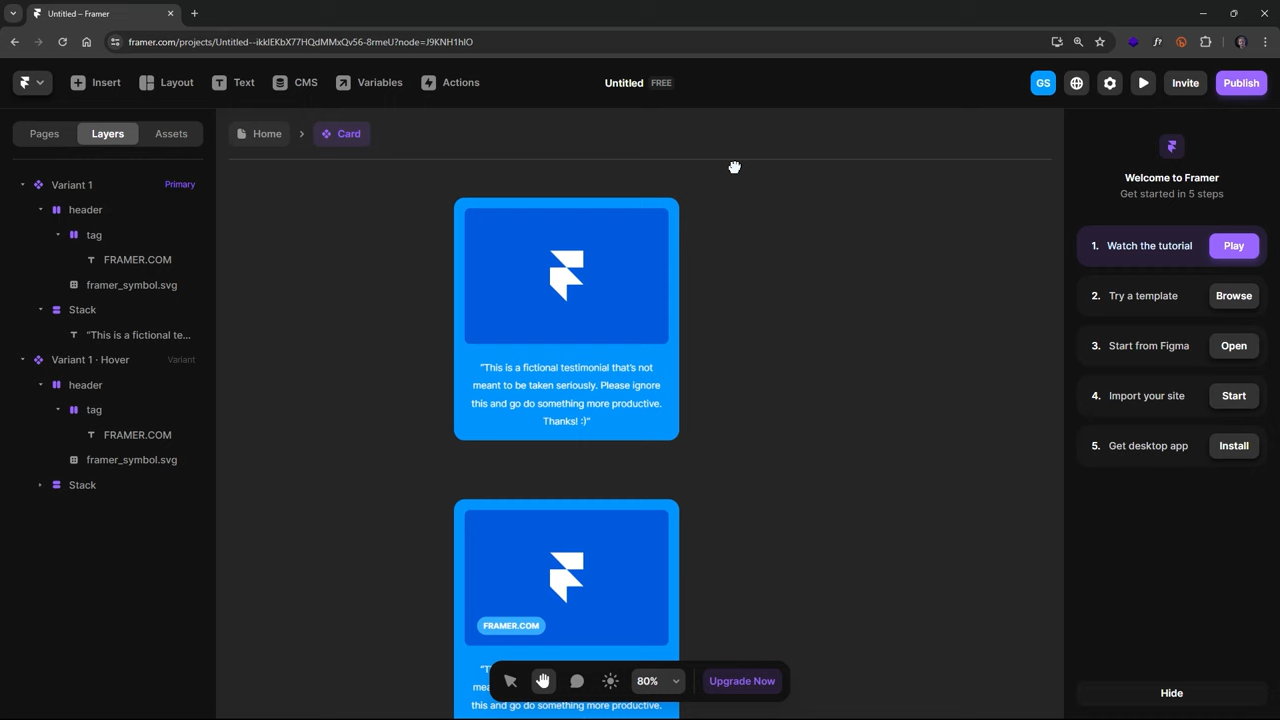 Untitled – Framer
framer.com/projects/Untitled--ikklEKbX77HQdMMxQv56-8rmeU?node=J9KNH1hIO
Insert
Layout
Text
CMS
Variables
Actions
Untitled FREE
GS
Invite
Publish
Pages
Layers
Assets
Home
Card
Variant 1 Primary
header
tag
FRAMER.COM
framer_symbol.svg
Stack
"This is a fictional te...
Variant 1 · Hover Variant
header
tag
FRAMER.COM
framer_symbol.svg
Stack
"This is a fictional testimonial that's not
meant to be taken seriously. Please ignore
this and go do something more productive.
Thanks! :)"
FRAMER.COM
this and go do something more productive.
80%
Upgrade Now
Welcome to Framer
Get started in 5 steps
1. Watch the tutorial Play
2. Try a template Browse
3. Start from Figma Open
4. Import your site Start
5. Get desktop app Install
Hide